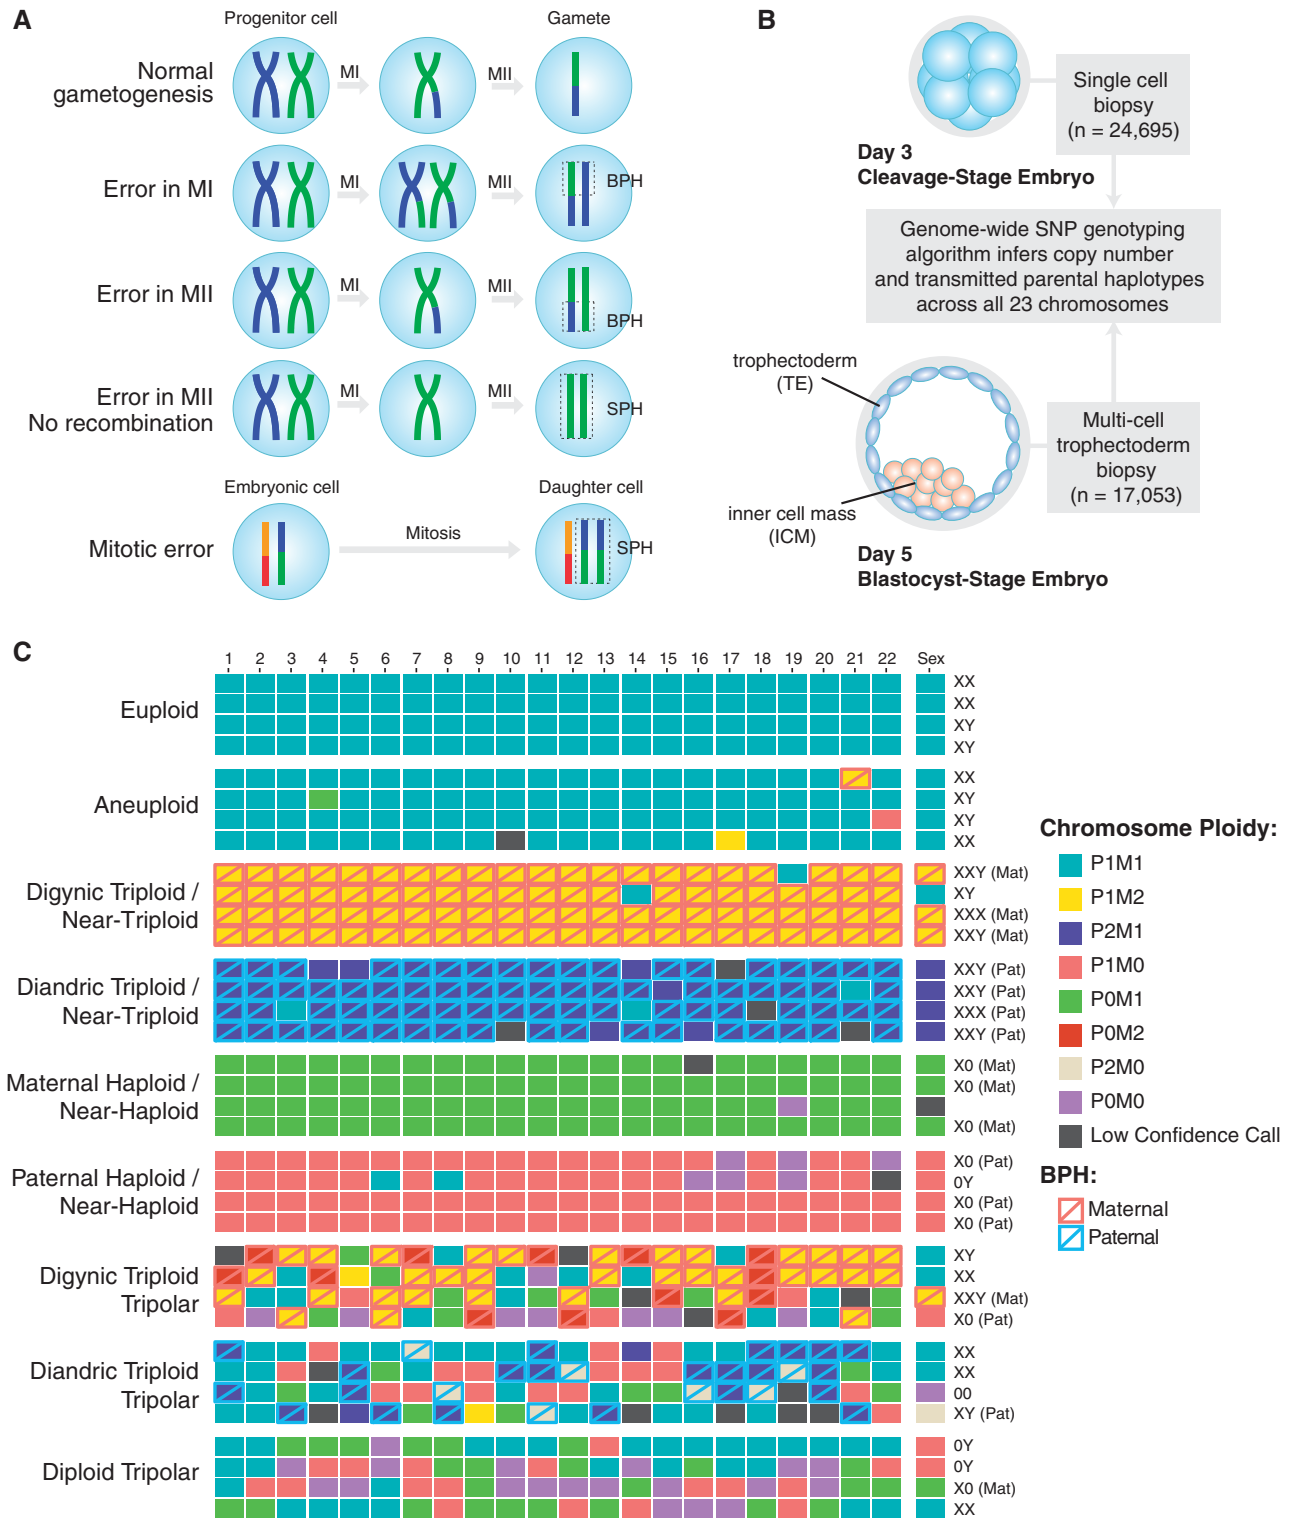 A
Progenitor cell
Gamete
Normal
gametogenesis
MI
MII
Error in MI
MI
MII
BPH
Error in MII
MI
MII
BPH
Error in MII
No recombination
MI
MII
SPH
Embryonic cell
Daughter cell
Mitotic error
Mitosis
SPH
B
Single cell
biopsy
(n = 24,695)
Day 3
Cleavage-Stage Embryo
Genome-wide SNP genotyping
algorithm infers copy number
and transmitted parental haplotypes
across all 23 chromosomes
trophectoderm
(TE)
Multi-cell
trophectoderm
biopsy
(n = 17,053)
inner cell mass
(ICM)
Day 5
Blastocyst-Stage Embryo
C
1 2 3 4 5 6 7 8 9 10 11 12 13 14 15 16 17 18 19 20 21 22 Sex
Euploid
XX
XX
XY
XY
Aneuploid
XX
XY
XY
XX
Digynic Triploid /
Near-Triploid
XXY (Mat)
XY
XXX (Mat)
XXY (Mat)
Diandric Triploid /
Near-Triploid
XXY (Pat)
XXY (Pat)
XXX (Pat)
XXY (Pat)
Maternal Haploid /
Near-Haploid
X0 (Mat)
X0 (Mat)
X0 (Mat)
Paternal Haploid /
Near-Haploid
X0 (Pat)
0Y
X0 (Pat)
X0 (Pat)
Digynic Triploid
Tripolar
XY
XX
XXY (Mat)
X0 (Pat)
Diandric Triploid
Tripolar
XX
XX
00
XY (Pat)
Diploid Tripolar
0Y
0Y
X0 (Mat)
XX
Chromosome Ploidy:
P1M1
P1M2
P2M1
P1M0
P0M1
P0M2
P2M0
P0M0
Low Confidence Call
BPH:
Maternal
Paternal